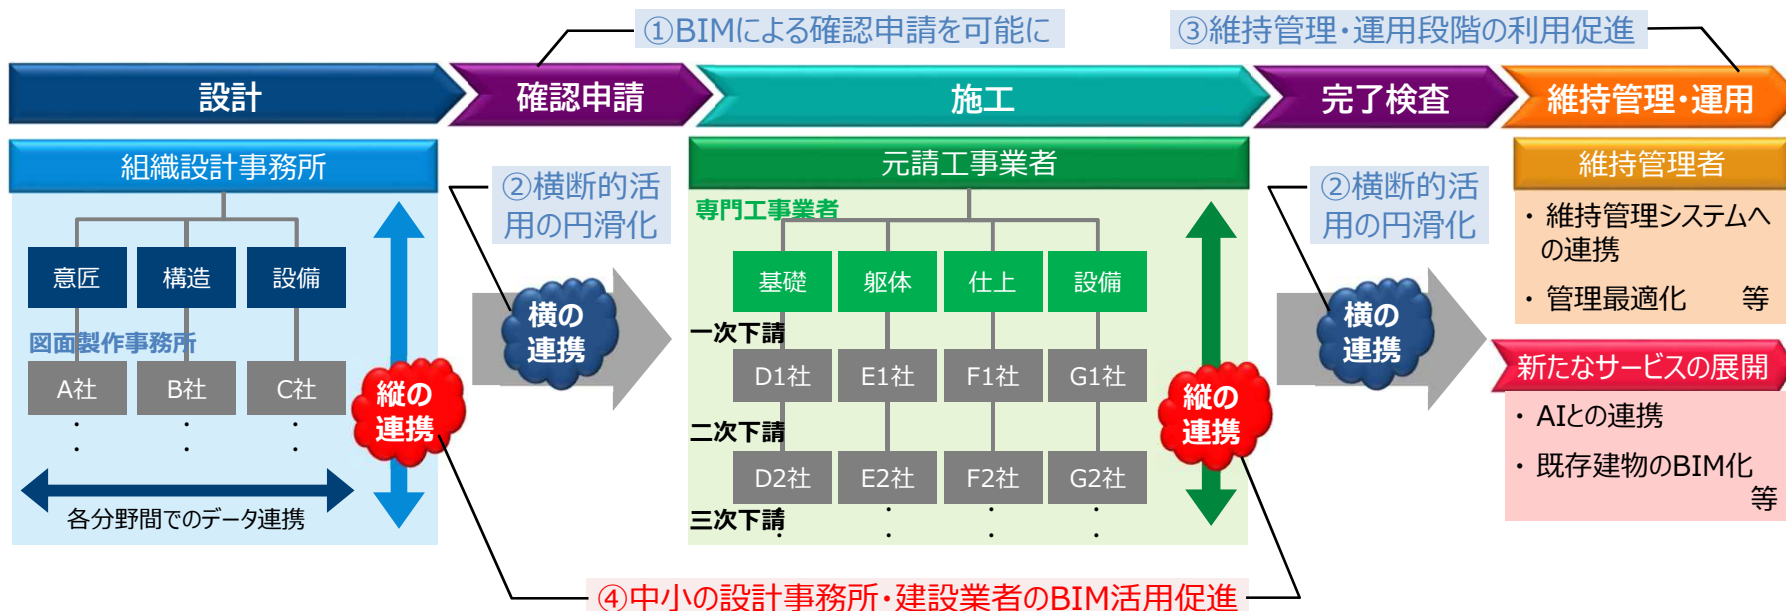 ①BIMによる確認申請を可能に
③維持管理・運用段階の利用促進
設計
確認申請
施工
完了検査
維持管理・運用
組織設計事務所
意匠
構造
設備
図面製作事務所
A社
B社
C社
・
・
・
・
・
・
各分野間でのデータ連携
縦の
連携
②横断的活
用の円滑化
横の
連携
元請工事業者
専門工事業者
基礎
躯体
仕上
設備
一次下請
D1社
E1社
F1社
G1社
二次下請
D2社
E2社
F2社
G2社
三次下請
・
・
・
・
・
・
・
・
縦の
連携
②横断的活
用の円滑化
横の
連携
維持管理者
・ 維持管理システムへ
の連携
・ 管理最適化 等
新たなサービスの展開
・ AIとの連携
・ 既存建物のBIM化
等
④中小の設計事務所・建設業者のBIM活用促進